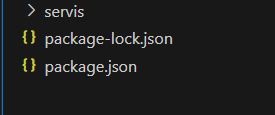 servis
{} package-lock.json
{} package.json